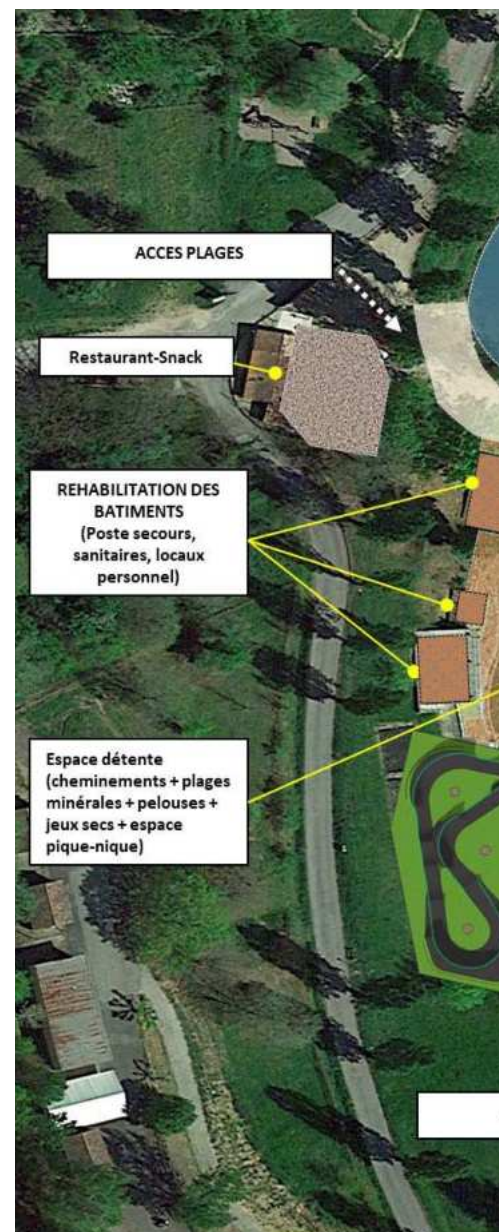 ACCES PLAGES
Restaurant-Snack
REHABILITATION DES
BATIMENTS
(Poste secours,
sanitaires, locaux
personnel)
Espace détente
(cheminements + plages
minérales + pelouses +
jeux secs + espace
pique-nique)